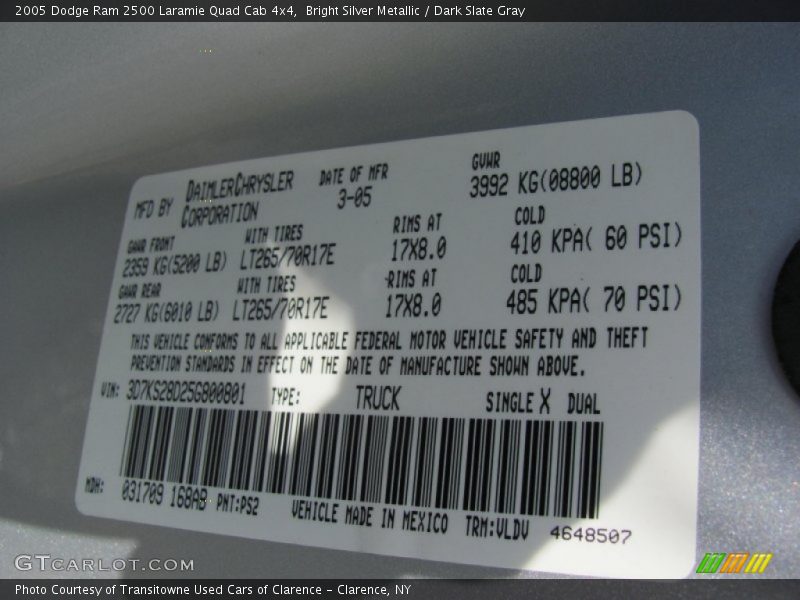 2005 Dodge Ram 2500 Laramie Quad Cab 4x4,  Bright Silver Metallic / Dark Slate Gray
MFD BY DAIMLERCHRYSLER CORPORATION DATE OF MFR 3-05 GVWR 3992 KG(08800 LB)
GAWR FRONT WITH TIRES RIMS AT COLD
2359 KG(5200 LB) LT265/70R17E 17X8.0 410 KPA( 60 PSI)
GAWR REAR WITH TIRES RIMS AT COLD
2727 KG(6010 LB) LT265/70R17E 17X8.0 485 KPA( 70 PSI)
THIS VEHICLE CONFORMS TO ALL APPLICABLE FEDERAL MOTOR VEHICLE SAFETY AND THEFT
PREVENTION STANDARDS IN EFFECT ON THE DATE OF MANUFACTURE SHOWN ABOVE.
VIN: 3D7KS28D25G800801 TYPE: TRUCK SINGLE X DUAL
MDH: 031709 168AB PNT:PS2 VEHICLE MADE IN MEXICO TRM:VLDV 4648507
GTCARLOT.COM
Photo Courtesy of Transitowne Used Cars of Clarence – Clarence, NY